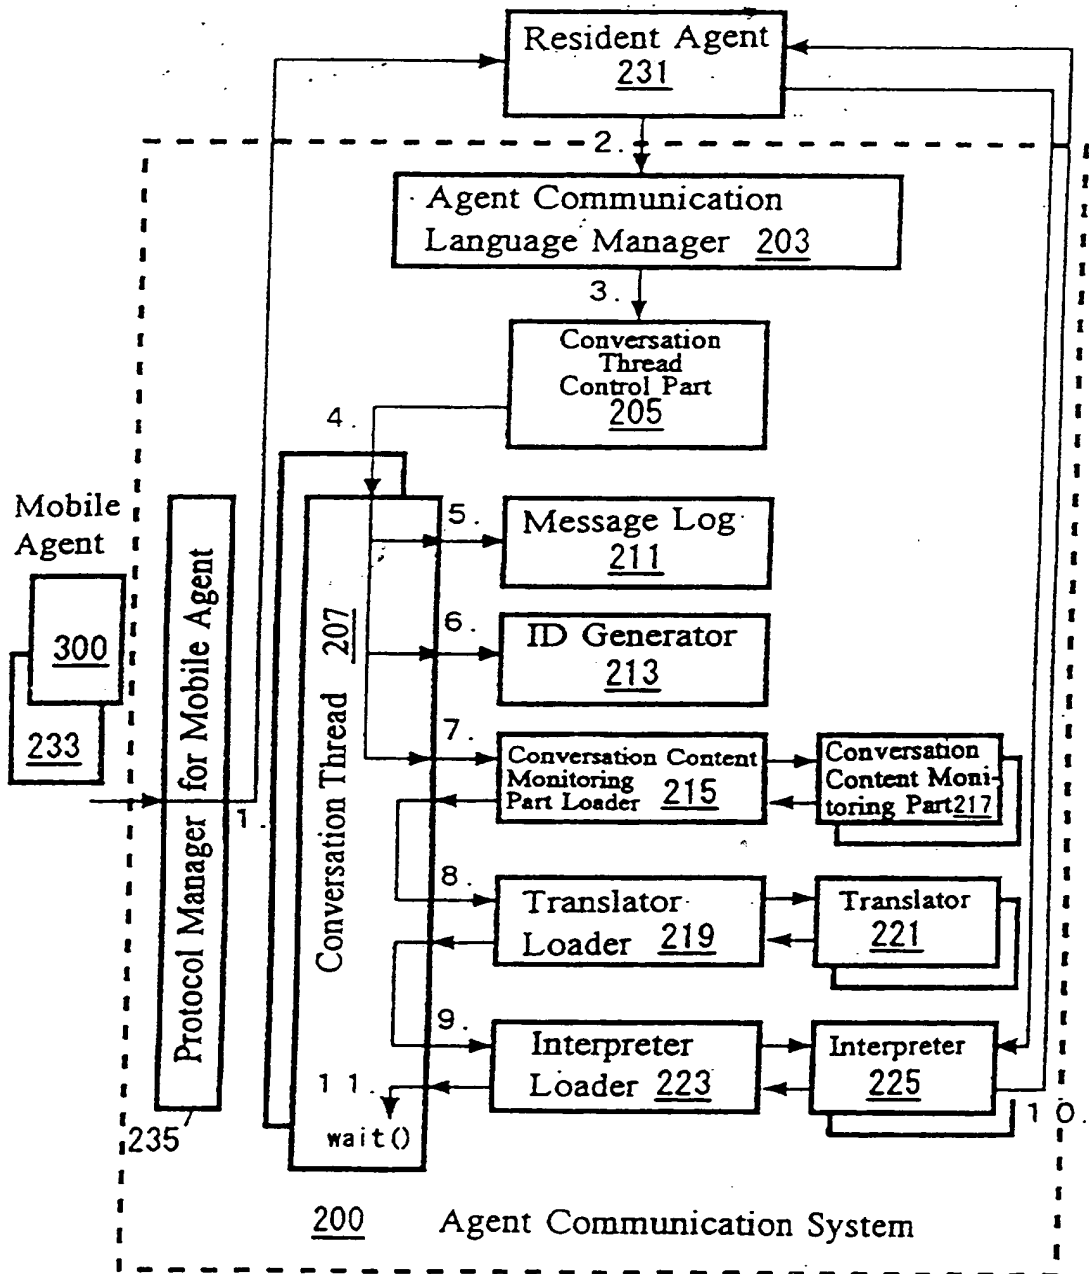 Resident Agent
231
2.
Agent Communication
Language Manager 203
3.
Conversation
Thread
Control Part
205
4.
Mobile
Agent
300
233
Protocol Manager for Mobile Agent
235
1.
Conversation Thread 207
5.
Message Log
211
6.
ID Generator
213
7.
Conversation Content
Monitoring
Part Loader 215
Conversation
Content Moni-
toring Part 217
8.
Translator
Loader 219
Translator
221
9.
Interpreter
Loader 223
Interpreter
225
10.
11.
wait()
200 Agent Communication System